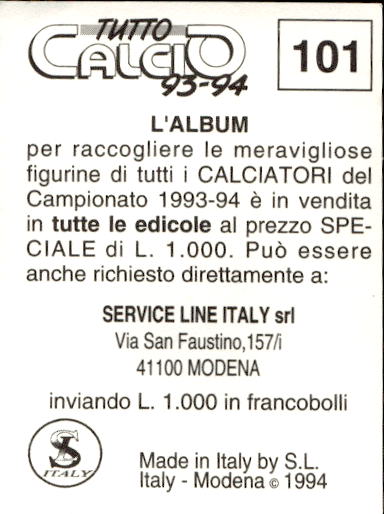 TUTTO
CALCIO
93-94
101
L'ALBUM
per raccogliere le meravigliose
figurine di tutti i CALCIATORI del
Campionato 1993-94 è in vendita
in tutte le edicole al prezzo SPE-
CIALE di L. 1.000. Può essere
anche richiesto direttamente a:
SERVICE LINE ITALY srl
Via San Faustino,157/i
41100 MODENA
inviando L. 1.000 in francobolli
SL
ITALY
Made in Italy by S.L.
Italy - Modena © 1994